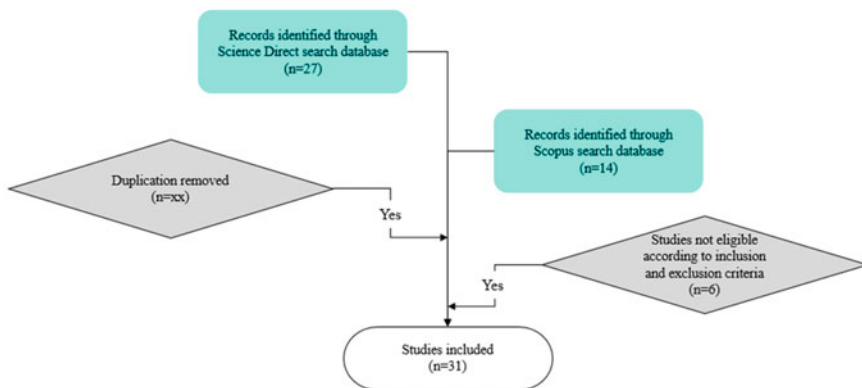 Records identified through
Science Direct search database
(n=27)
Records identified through
Scopus search database
(n=14)
Duplication removed
(n=xx)
Yes
Studies not eligible
according to inclusion
and exclusion criteria
(n=6)
Yes
Studies included
(n=31)